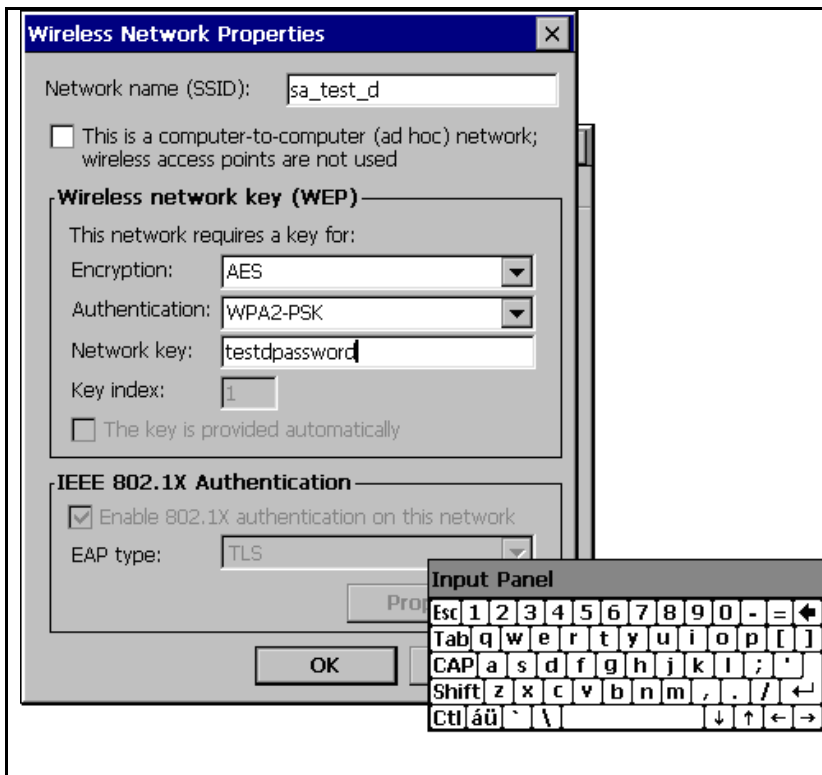 Wireless Network Properties
Network name (SSID): sa_test_d
This is a computer-to-computer (ad hoc) network;
wireless access points are not used
Wireless network key (WEP)
This network requires a key for:
Encryption: AES
Authentication: WPA2-PSK
Network key: testdpassword
Key index: 1
The key is provided automatically
IEEE 802.1X Authentication
Enable 802.1X authentication on this network
EAP type: TLS
Input Panel
Esc 1 2 3 4 5 6 7 8 9 0 - =
Tab q w e r t y u i o p [ ]
CAP a s d f g h j k l ; '
Shift z x c v b n m , . /
Ctl áü ` \
OK